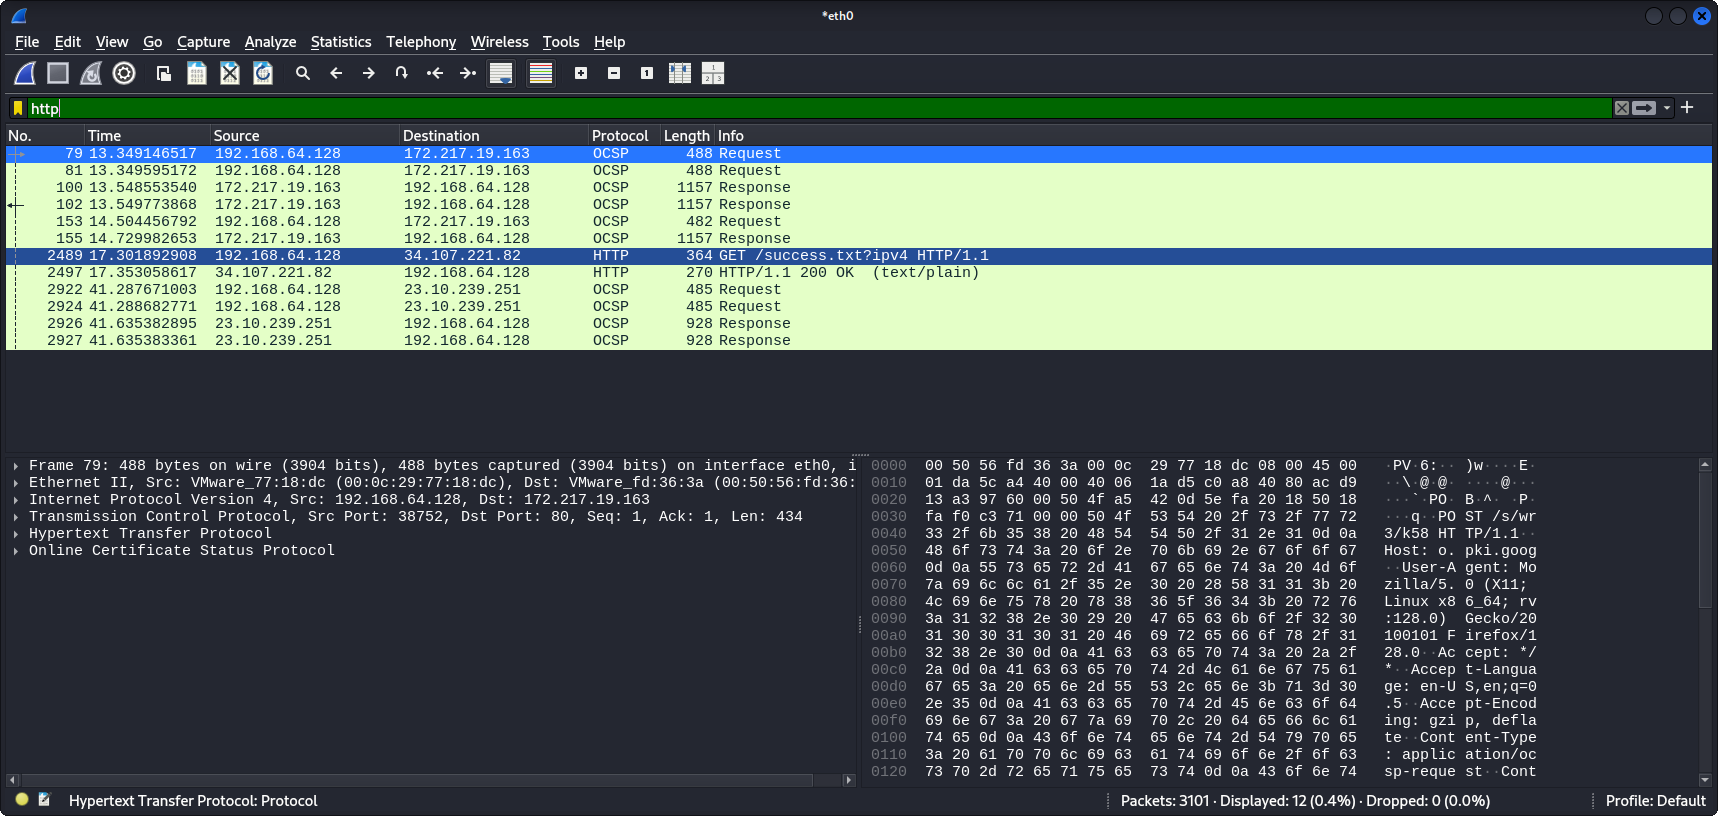 *eth0
File Edit View Go Capture Analyze Statistics Telephony Wireless Tools Help
http
No. Time Source Destination Protocol Length Info
79 13.349146517 192.168.64.128 172.217.19.163 OCSP 488 Request
81 13.349595172 192.168.64.128 172.217.19.163 OCSP 488 Request
100 13.548553540 172.217.19.163 192.168.64.128 OCSP 1157 Response
102 13.549773868 172.217.19.163 192.168.64.128 OCSP 1157 Response
153 14.504456792 192.168.64.128 172.217.19.163 OCSP 482 Request
155 14.729982653 172.217.19.163 192.168.64.128 OCSP 1157 Response
2489 17.301892908 192.168.64.128 34.107.221.82 HTTP 364 GET /success.txt?ipv4 HTTP/1.1
2497 17.353058617 34.107.221.82 192.168.64.128 HTTP 270 HTTP/1.1 200 OK (text/plain)
2922 41.287671003 192.168.64.128 23.10.239.251 OCSP 485 Request
2924 41.288682771 192.168.64.128 23.10.239.251 OCSP 485 Request
2926 41.635382895 23.10.239.251 192.168.64.128 OCSP 928 Response
2927 41.635383361 23.10.239.251 192.168.64.128 OCSP 928 Response
Frame 79: 488 bytes on wire (3904 bits), 488 bytes captured (3904 bits) on interface eth0, i
Ethernet II, Src: VMware_77:18:dc (00:0c:29:77:18:dc), Dst: VMware_fd:36:3a (00:50:56:fd:36:
Internet Protocol Version 4, Src: 192.168.64.128, Dst: 172.217.19.163
Transmission Control Protocol, Src Port: 38752, Dst Port: 80, Seq: 1, Ack: 1, Len: 434
Hypertext Transfer Protocol
Online Certificate Status Protocol
0000 00 50 56 fd 36 3a 00 0c 29 77 18 dc 08 00 45 00 ·PV·6:·· )w····E·
0010 01 da 5c a4 40 00 40 06 1a d5 c0 a8 40 80 ac d9 ··\·@·@· ····@···
0020 13 a3 97 60 00 50 4f a5 42 0d 5e fa 20 18 50 18 ···`·PO· B·^· ·P·
0030 fa f0 c3 71 00 00 50 4f 53 54 20 2f 73 2f 77 72 ···q··PO ST /s/wr
0040 33 2f 6b 35 38 20 48 54 54 50 2f 31 2e 31 0d 0a 3/k58 HT TP/1.1··
0050 48 6f 73 74 3a 20 6f 2e 70 6b 69 2e 67 6f 6f 67 Host: o. pki.goog
0060 0d 0a 55 73 65 72 2d 41 67 65 6e 74 3a 20 4d 6f ··User-A gent: Mo
0070 7a 69 6c 6c 61 2f 35 2e 30 20 28 58 31 31 3b 20 zilla/5. 0 (X11;
0080 4c 69 6e 75 78 20 78 38 36 5f 36 34 3b 20 72 76 Linux x8 6_64; rv
0090 3a 31 32 38 2e 30 29 20 47 65 63 6b 6f 2f 32 30 :128.0) Gecko/20
00a0 31 30 30 31 30 31 20 46 69 72 65 66 6f 78 2f 31 100101 F irefox/1
00b0 32 38 2e 30 0d 0a 41 63 63 65 70 74 3a 20 2a 2f 28.0··Ac cept: */
00c0 2a 0d 0a 41 63 63 65 70 74 2d 4c 61 6e 67 75 61 *··Accep t-Langua
00d0 67 65 3a 20 65 6e 2d 55 53 2c 65 6e 3b 71 3d 30 ge: en-U S,en;q=0
00e0 2e 35 0d 0a 41 63 63 65 70 74 2d 45 6e 63 6f 64 .5··Acce pt-Encod
00f0 69 6e 67 3a 20 67 7a 69 70 2c 20 64 65 66 6c 61 ing: gzi p, defla
0100 74 65 0d 0a 43 6f 6e 74 65 6e 74 2d 54 79 70 65 te··Cont ent-Type
0110 3a 20 61 70 70 6c 69 63 61 74 69 6f 6e 2f 6f 63 : applic ation/oc
0120 73 70 2d 72 65 71 75 65 73 74 0d 0a 43 6f 6e 74 sp-reque st··Cont
Hypertext Transfer Protocol: Protocol
Packets: 3101 · Displayed: 12 (0.4%) · Dropped: 0 (0.0%)
Profile: Default